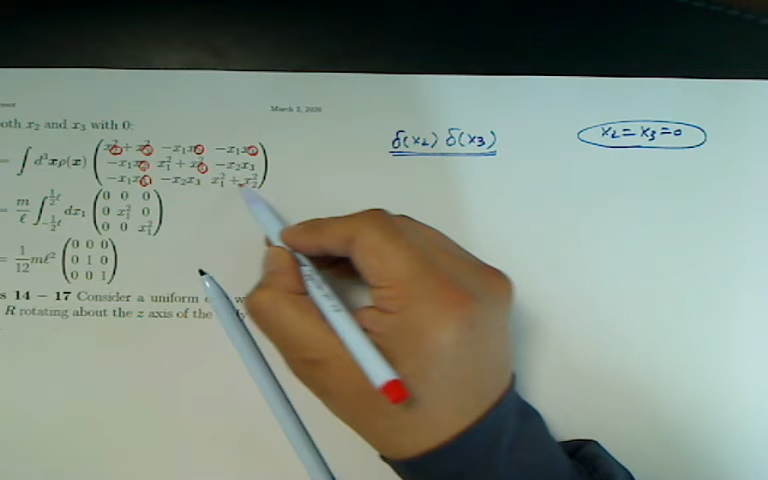 March 2, 2020
oth x₂ and x₃ with 0:
δ(x₂) δ(x₃)
x₂ = x₃ = 0
= ∫ d³xρ(x) ( x₂² + x₃² −x₁x₂ −x₁x₃
−x₁x₂ x₁² + x₃² −x₂x₃
−x₁x₃ −x₂x₃ x₁² + x₂² )
= m/ℓ ∫_{−½ℓ}^{½ℓ} dx₁ ( 0 0 0
0 x₁² 0
0 0 x₁² )
= 1/12 mℓ² ( 0 0 0
0 1 0
0 0 1 )
s 14 − 17 Consider a uniform
R rotating about the z axis of the